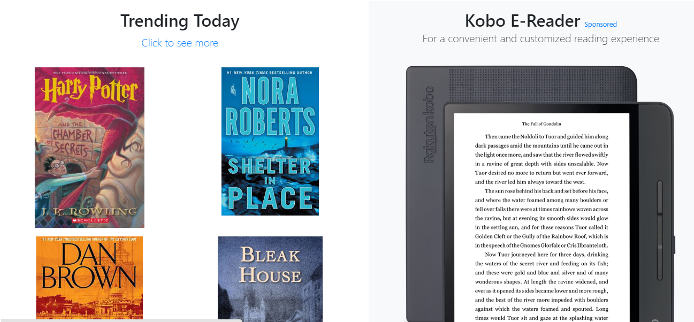 Trending Today
Click to see more
Harry Potter
AND THE
CHAMBER
OF
SECRETS
J. K. ROWLING
SCHOLASTIC
#1 NEW YORK TIMES BESTSELLING AUTHOR
NORA
ROBERTS
SHELTER
IN
PLACE
DAN
BROWN
BLEAK
HOUSE
Kobo E-Reader Sponsored
For a convenient and customized reading experience
Rakuten kobo
The Fall of Gondolin
Then came the Noldoli to Tuor and guided him along
dark passages amid the mountains until he came out in
the light once more, and saw that the river flowed swiftly
in a ravine of great depth with sides unscalable. Now
Tuor desired no more to return but went ever forward,
and the river led him always toward the west.
The sun rose behind his back and set before his face,
and where the water foamed among many boulders or
fell over falls there were at times rainbows woven across
the ravine, but at evening its smooth sides would glow
in the setting sun, and for these reasons Tuor called it
Golden Cleft or the Gully of the Rainbow Roof, which is
in the speech of the Gnomes Glorfalc or Cris Ilbranteloth.
Now Tuor journeyed here for three days, drinking
the waters of the secret river and feeding on its fish;
and these were gold and blue and silver and of many
wondrous shapes. At length the ravine widened, and
ever as it opened its sides became lower and more rough,
and the bed of the river more impeded with boulders
against which the waters foamed and spouted. Long
times would Tuor sit and gaze at the splashing water